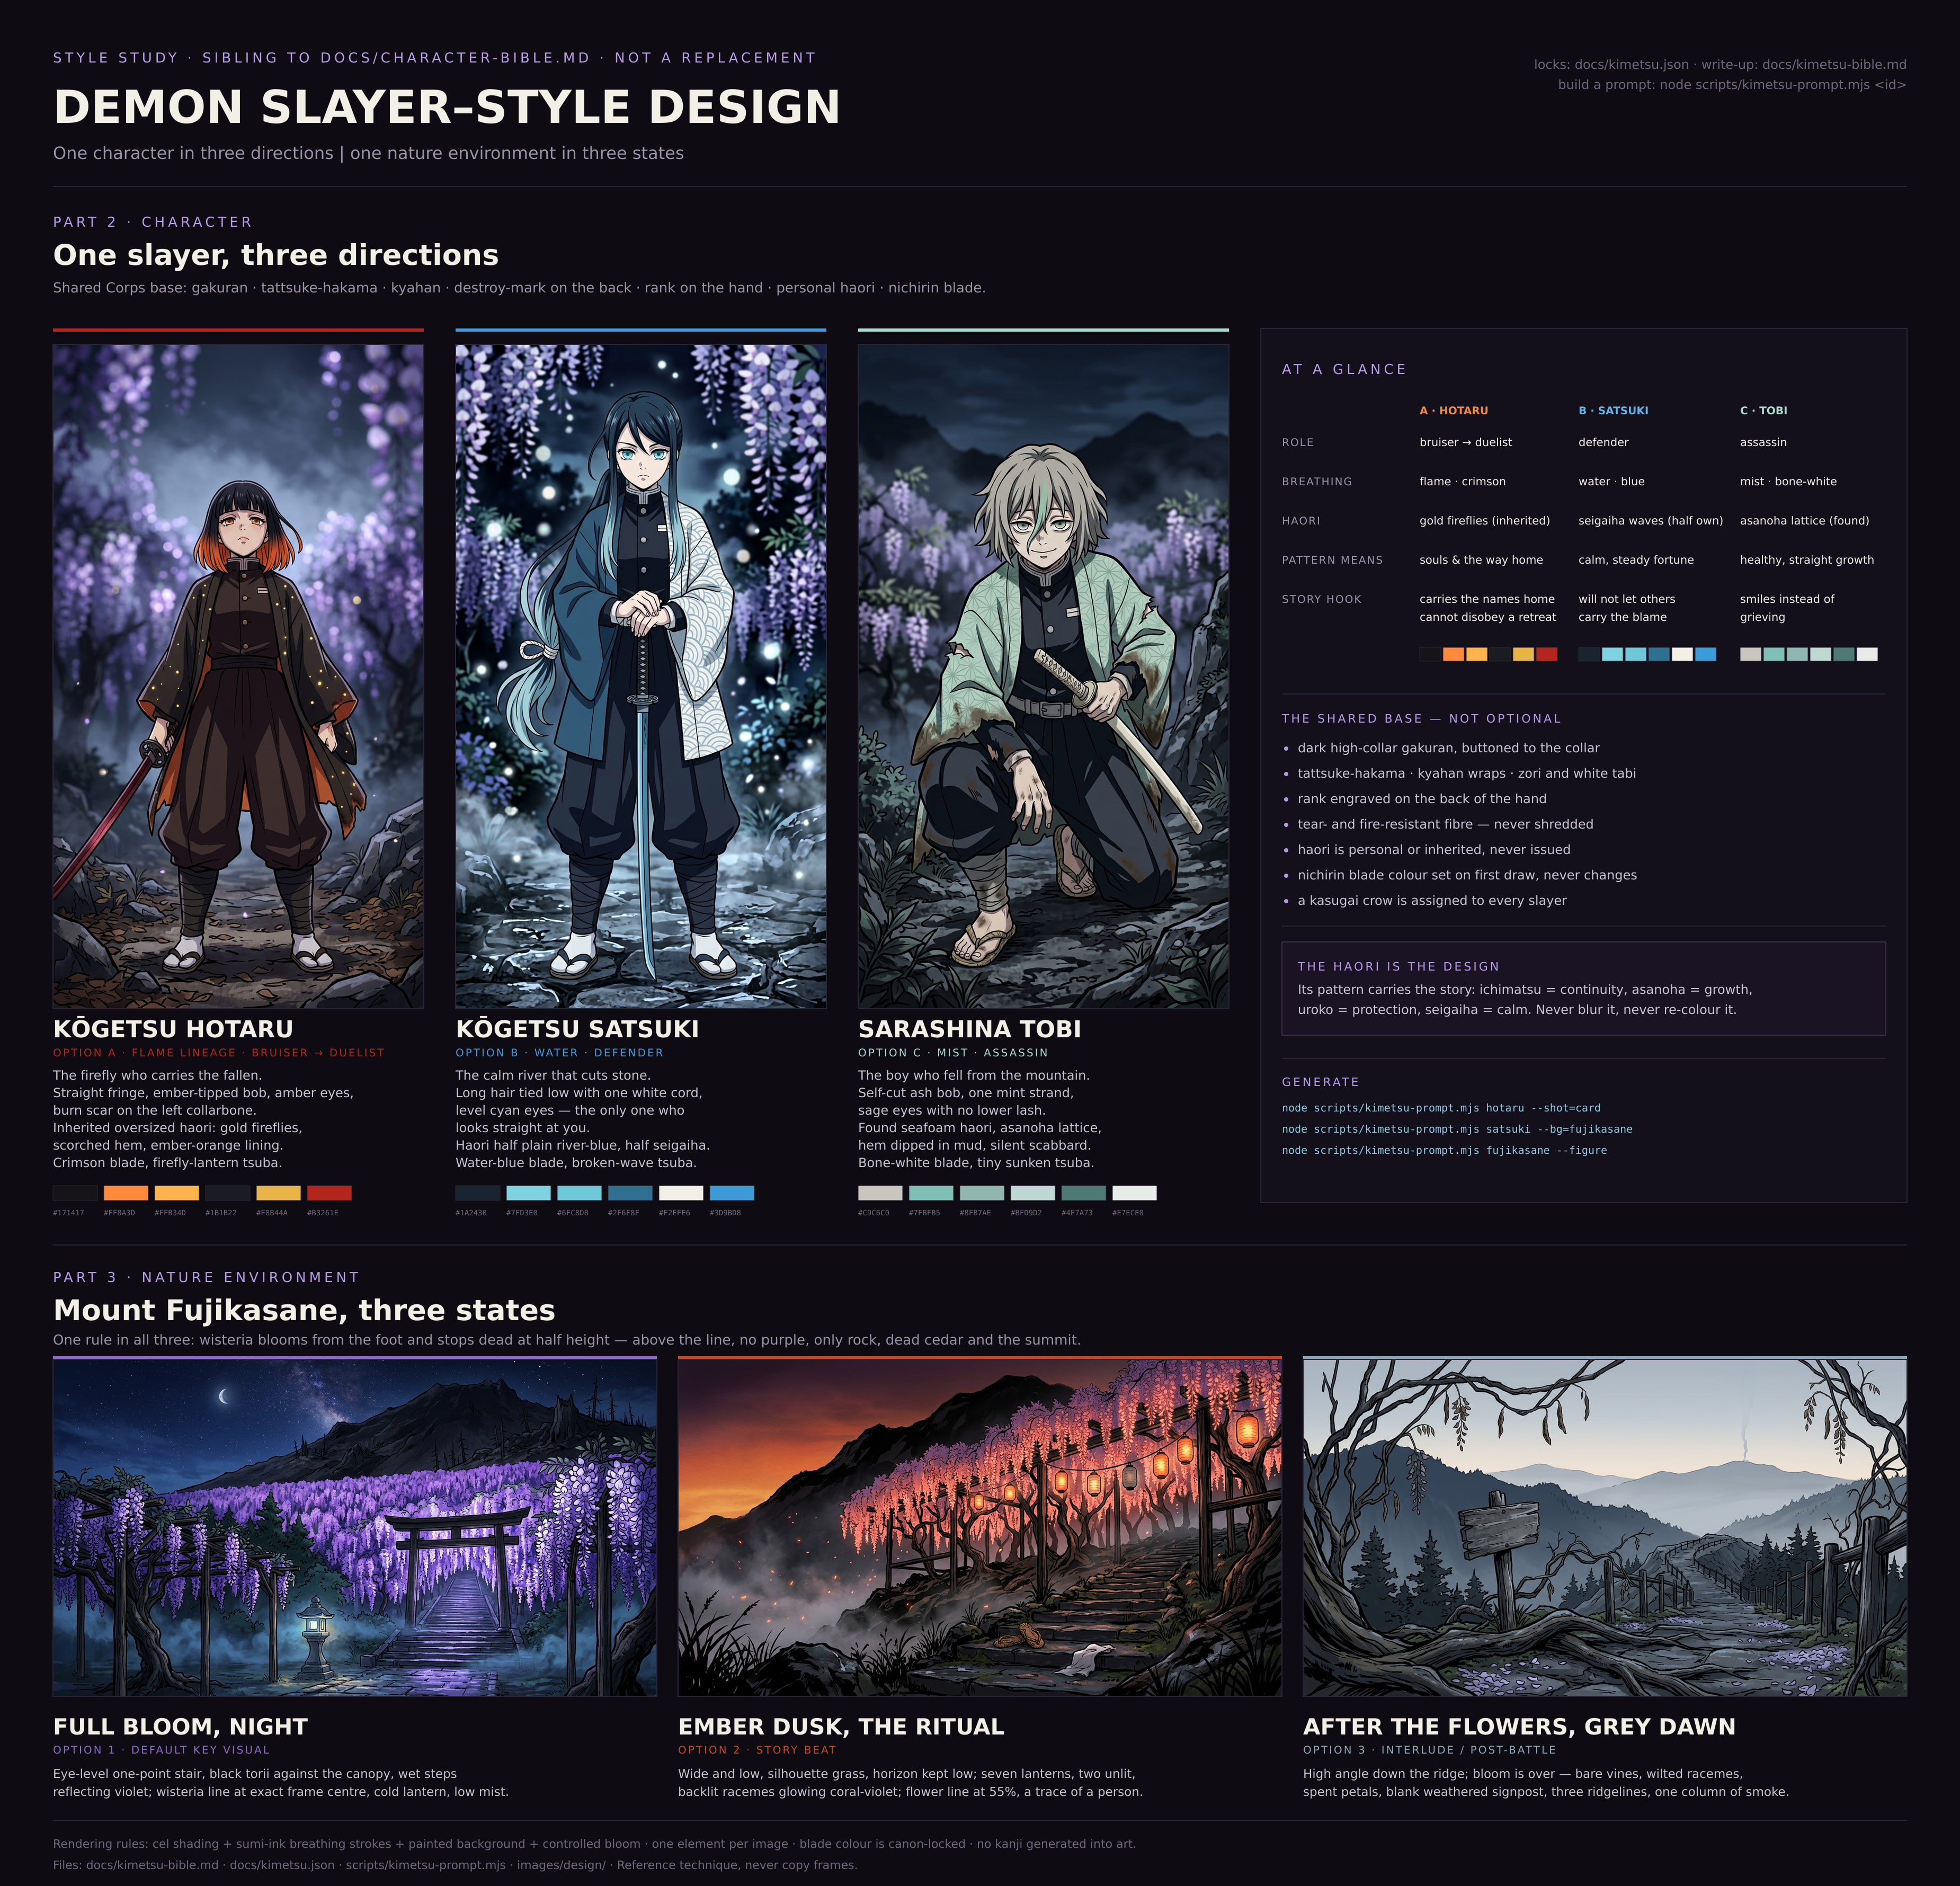 STYLE STUDY · SIBLING TO DOCS/CHARACTER-BIBLE.MD · NOT A REPLACEMENT
DEMON SLAYER–STYLE DESIGN
One character in three directions | one nature environment in three states
locks: docs/kimetsu.json · write-up: docs/kimetsu-bible.md
build a prompt: node scripts/kimetsu-prompt.mjs <id>
PART 2 · CHARACTER
One slayer, three directions
Shared Corps base: gakuran · tattsuke-hakama · kyahan · destroy-mark on the back · rank on the hand · personal haori · nichirin blade.
KŌGETSU HOTARU
OPTION A · FLAME LINEAGE · BRUISER → DUELIST
The firefly who carries the fallen.
Straight fringe, ember-tipped bob, amber eyes,
burn scar on the left collarbone.
Inherited oversized haori: gold fireflies,
scorched hem, ember-orange lining.
Crimson blade, firefly-lantern tsuba.
#171417 #FF8A3D #FFB34D #1B1B22 #E8B44A #B3261E
KŌGETSU SATSUKI
OPTION B · WATER · DEFENDER
The calm river that cuts stone.
Long hair tied low with one white cord,
level cyan eyes — the only one who
looks straight at you.
Haori half plain river-blue, half seigaiha.
Water-blue blade, broken-wave tsuba.
#1A2430 #7FD3E0 #6FC8D8 #2F6F8F #F2EFE6 #3D9BD8
SARASHINA TOBI
OPTION C · MIST · ASSASSIN
The boy who fell from the mountain.
Self-cut ash bob, one mint strand,
sage eyes with no lower lash.
Found seafoam haori, asanoha lattice,
hem dipped in mud, silent scabbard.
Bone-white blade, tiny sunken tsuba.
#C9C6C0 #7FBFB5 #8FB7AE #BFD9D2 #4E7A73 #E7ECE8
AT A GLANCE
A · HOTARU B · SATSUKI C · TOBI
ROLE bruiser → duelist defender assassin
BREATHING flame · crimson water · blue mist · bone-white
HAORI gold fireflies (inherited) seigaiha waves (half own) asanoha lattice (found)
PATTERN MEANS souls & the way home calm, steady fortune healthy, straight growth
STORY HOOK carries the names home will not let others smiles instead of
cannot disobey a retreat carry the blame grieving
THE SHARED BASE — NOT OPTIONAL
• dark high-collar gakuran, buttoned to the collar
• tattsuke-hakama · kyahan wraps · zori and white tabi
• rank engraved on the back of the hand
• tear- and fire-resistant fibre — never shredded
• haori is personal or inherited, never issued
• nichirin blade colour set on first draw, never changes
• a kasugai crow is assigned to every slayer
THE HAORI IS THE DESIGN
Its pattern carries the story: ichimatsu = continuity, asanoha = growth,
uroko = protection, seigaiha = calm. Never blur it, never re-colour it.
GENERATE
node scripts/kimetsu-prompt.mjs hotaru --shot=card
node scripts/kimetsu-prompt.mjs satsuki --bg=fujikasane
node scripts/kimetsu-prompt.mjs fujikasane --figure
PART 3 · NATURE ENVIRONMENT
Mount Fujikasane, three states
One rule in all three: wisteria blooms from the foot and stops dead at half height — above the line, no purple, only rock, dead cedar and the summit.
FULL BLOOM, NIGHT
OPTION 1 · DEFAULT KEY VISUAL
Eye-level one-point stair, black torii against the canopy, wet steps
reflecting violet; wisteria line at exact frame centre, cold lantern, low mist.
EMBER DUSK, THE RITUAL
OPTION 2 · STORY BEAT
Wide and low, silhouette grass, horizon kept low; seven lanterns, two unlit,
backlit racemes glowing coral-violet; flower line at 55%, a trace of a person.
AFTER THE FLOWERS, GREY DAWN
OPTION 3 · INTERLUDE / POST-BATTLE
High angle down the ridge; bloom is over — bare vines, wilted racemes,
spent petals, blank weathered signpost, three ridgelines, one column of smoke.
Rendering rules: cel shading + sumi-ink breathing strokes + painted background + controlled bloom · one element per image · blade colour is canon-locked · no kanji generated into art.
Files: docs/kimetsu-bible.md · docs/kimetsu.json · scripts/kimetsu-prompt.mjs · images/design/ · Reference technique, never copy frames.